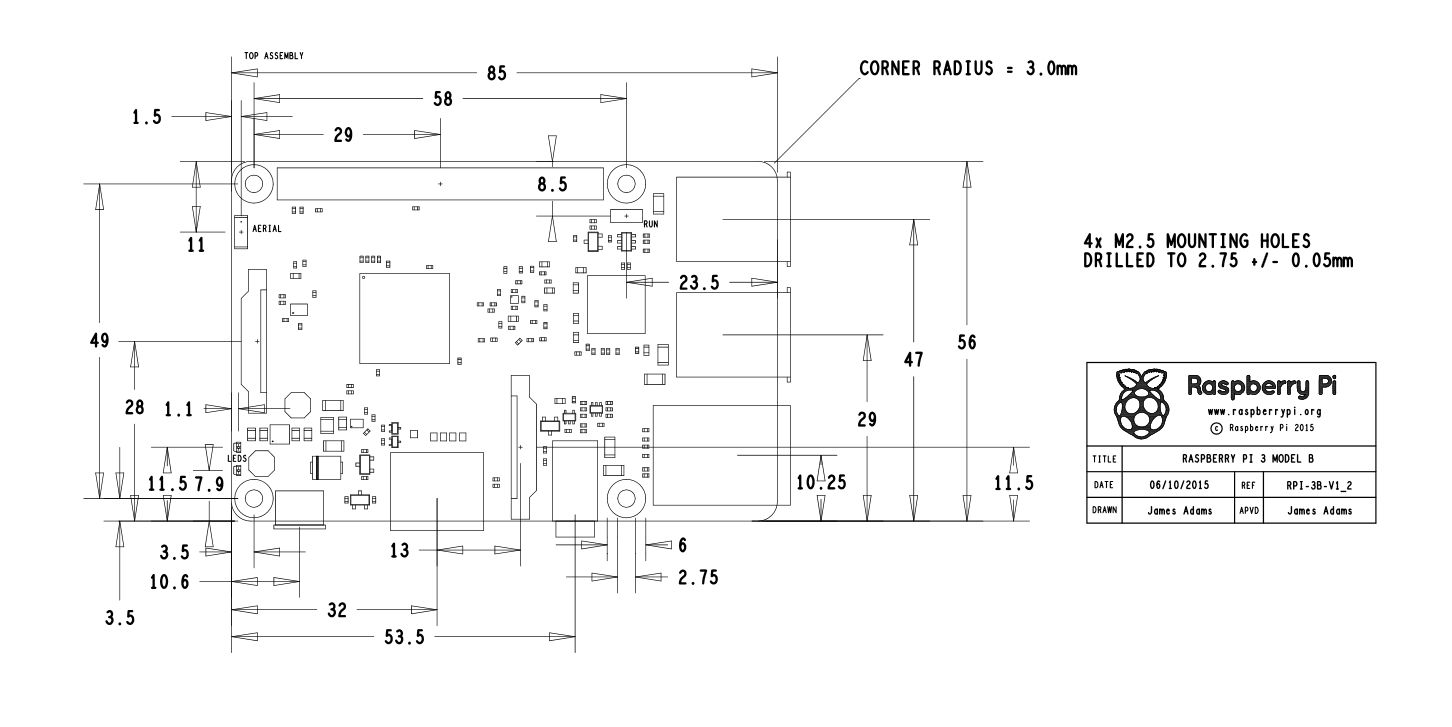 TOP ASSEMBLY
85
CORNER RADIUS = 3.0mm
58
1.5
29
8.5
11
AERIAL
RUN
4x M2.5 MOUNTING HOLES
DRILLED TO 2.75 +/- 0.05mm
23.5
49
56
47
28
1.1
29
LEDS
11.5
7.9
10.25
11.5
3.5
13
6
10.6
2.75
32
3.5
53.5
Raspberry Pi
www.raspberrypi.org
© Raspberry Pi 2015
TITLE RASPBERRY PI 3 MODEL B
DATE 06/10/2015 REF RPI-3B-V1_2
DRAWN James Adams APVD James Adams